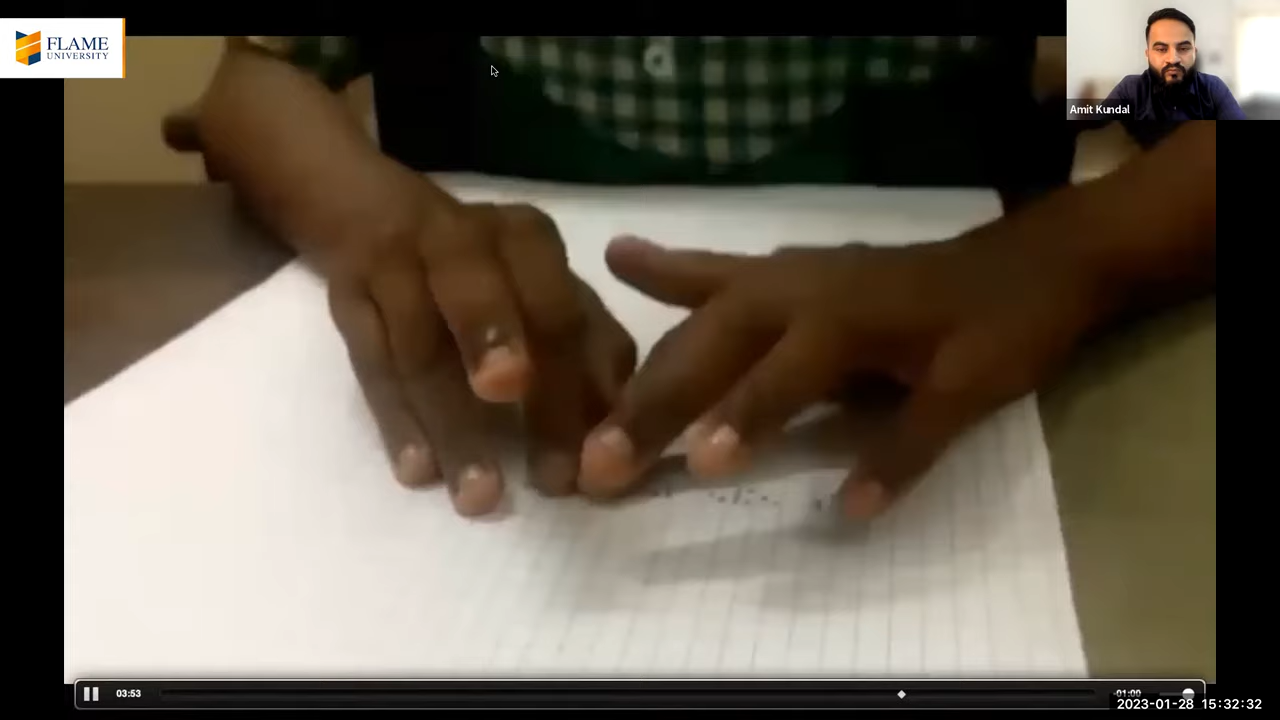 FLAME
UNIVERSITY
Amit Kundal
03:53
-01:00
2023-01-28 15:32:32